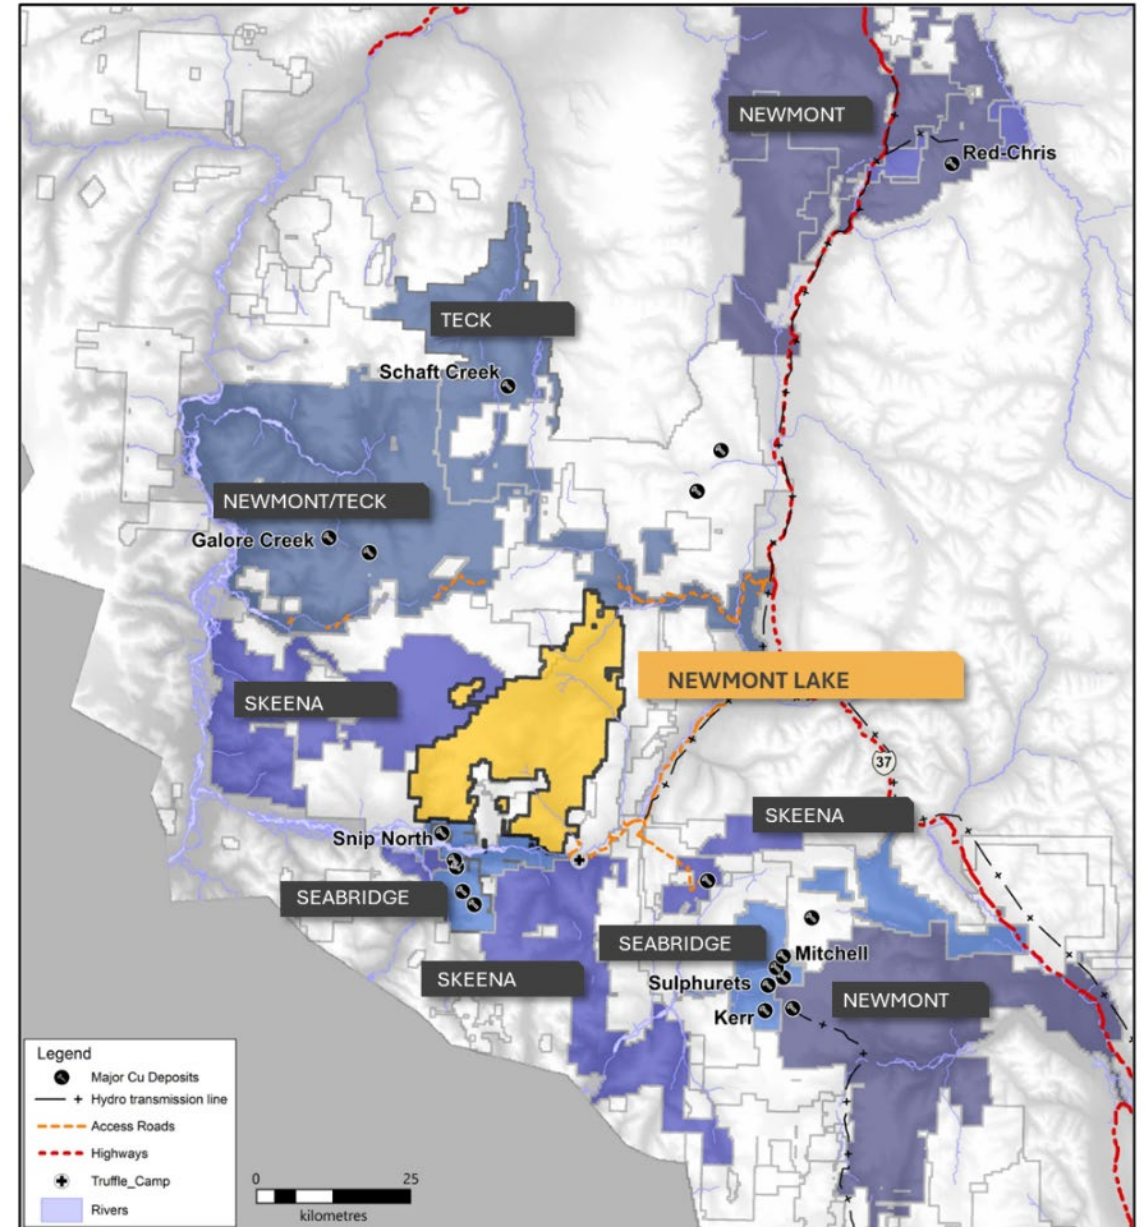 NEWMONT
Red-Chris
TECK
Schaft Creek
NEWMONT/TECK
Galore Creek
NEWMONT LAKE
SKEENA
37
SKEENA
Snip North
SEABRIDGE
SEABRIDGE
Mitchell
SKEENA
Sulphurets
NEWMONT
Kerr
Legend
Major Cu Deposits
Hydro transmission line
Access Roads
Highways
Truffle_Camp
Rivers
0 25
kilometres